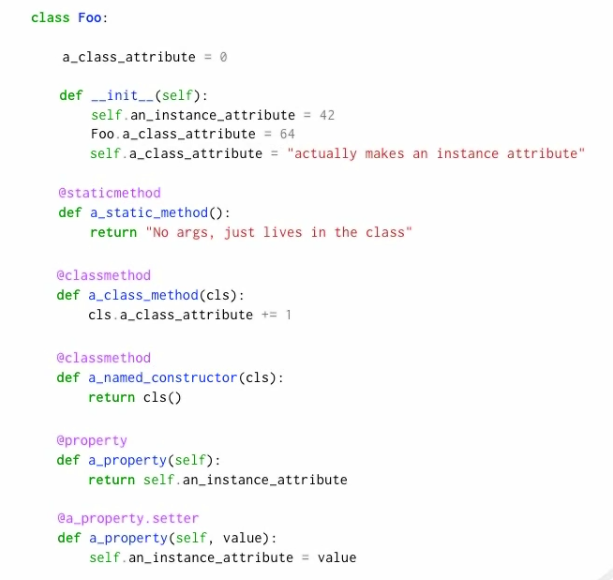 class Foo:
a_class_attribute = 0
def __init__(self):
self.an_instance_attribute = 42
Foo.a_class_attribute = 64
self.a_class_attribute = "actually makes an instance attribute"
@staticmethod
def a_static_method():
return "No args, just lives in the class"
@classmethod
def a_class_method(cls):
cls.a_class_attribute += 1
@classmethod
def a_named_constructor(cls):
return cls()
@property
def a_property(self):
return self.an_instance_attribute
@a_property.setter
def a_property(self, value):
self.an_instance_attribute = value